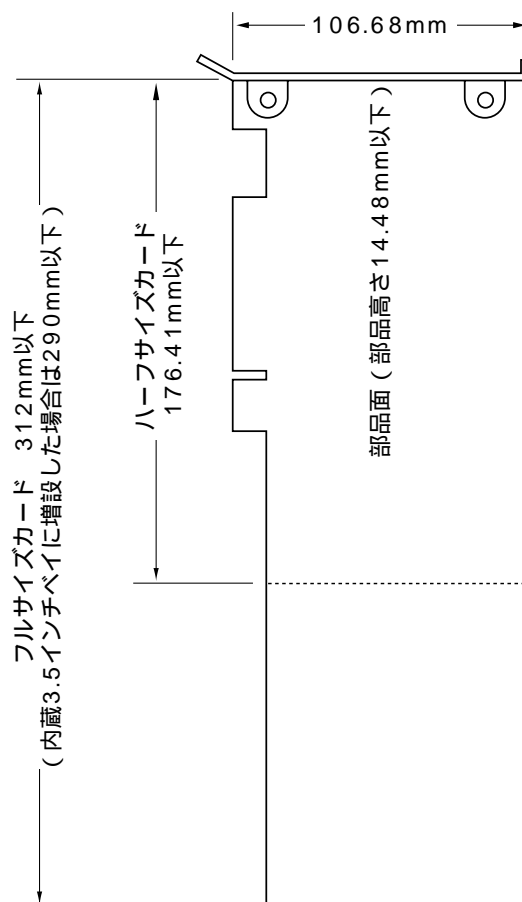 106.68mm
フルサイズカード 312mm以下
（内蔵3.5インチベイに増設した場合は290mm以下）
ハーフサイズカード
176.41mm以下
部品面（部品高さ14.48mm以下）